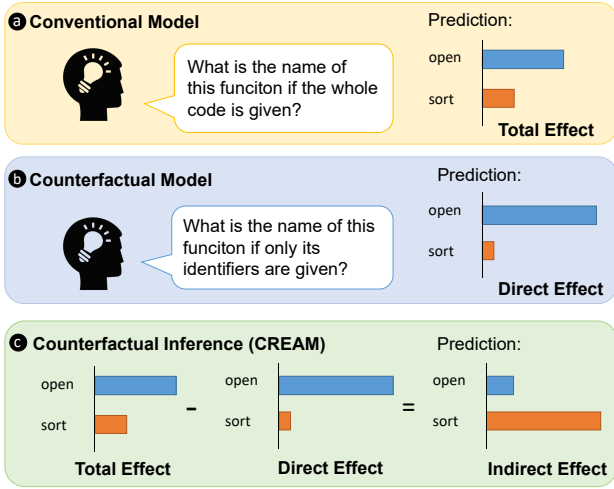 a Conventional Model
Prediction:
What is the name of
this funciton if the whole
code is given?
open
sort
Total Effect
b Counterfactual Model
Prediction:
What is the name of this
funciton if only its
identifiers are given?
open
sort
Direct Effect
c Counterfactual Inference (CREAM)
Prediction:
open
sort
Total Effect
-
open
sort
Direct Effect
=
open
sort
Indirect Effect